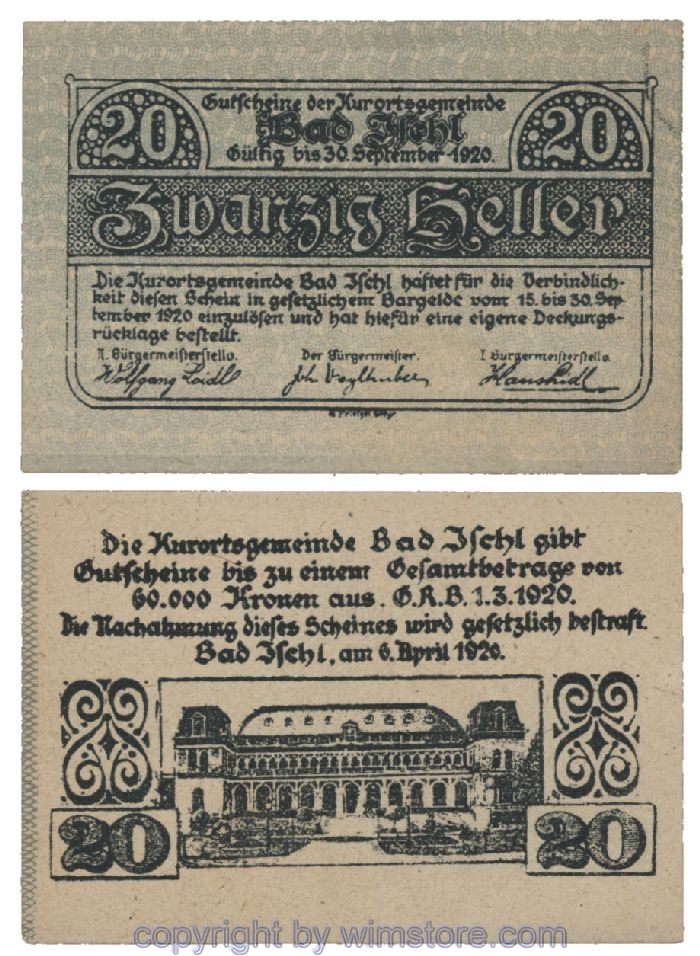 Gutscheine der Kurortsgemeinde
20 Bad Ischl 20
Gültig bis 30. September 1920.
Zwanzig Heller
Die Kurortsgemeinde Bad Ischl haftet für die Verbindlich-
keit diesen Schein in gesetzlichem Bargelde vom 15. bis 30. Sep
tember 1920 einzulösen und hat hiefür eine eigene Deckungs-
rücklage bestellt.
II. Bürgermeisterstellv. Der Bürgermeister. I Bürgermeisterstellv.
Wolfgang Loidl
Die Kurortsgemeinde Bad Ischl gibt
Gutscheine bis zu einem Gesamtbetrage von
60.000 Kronen aus. G.R.B. 1.3.1920.
Die Nachahmung dieses Scheines wird gesetzlich bestraft
Bad Ischl, am 6. April 1920.
20 20
copyright by wimstore.com